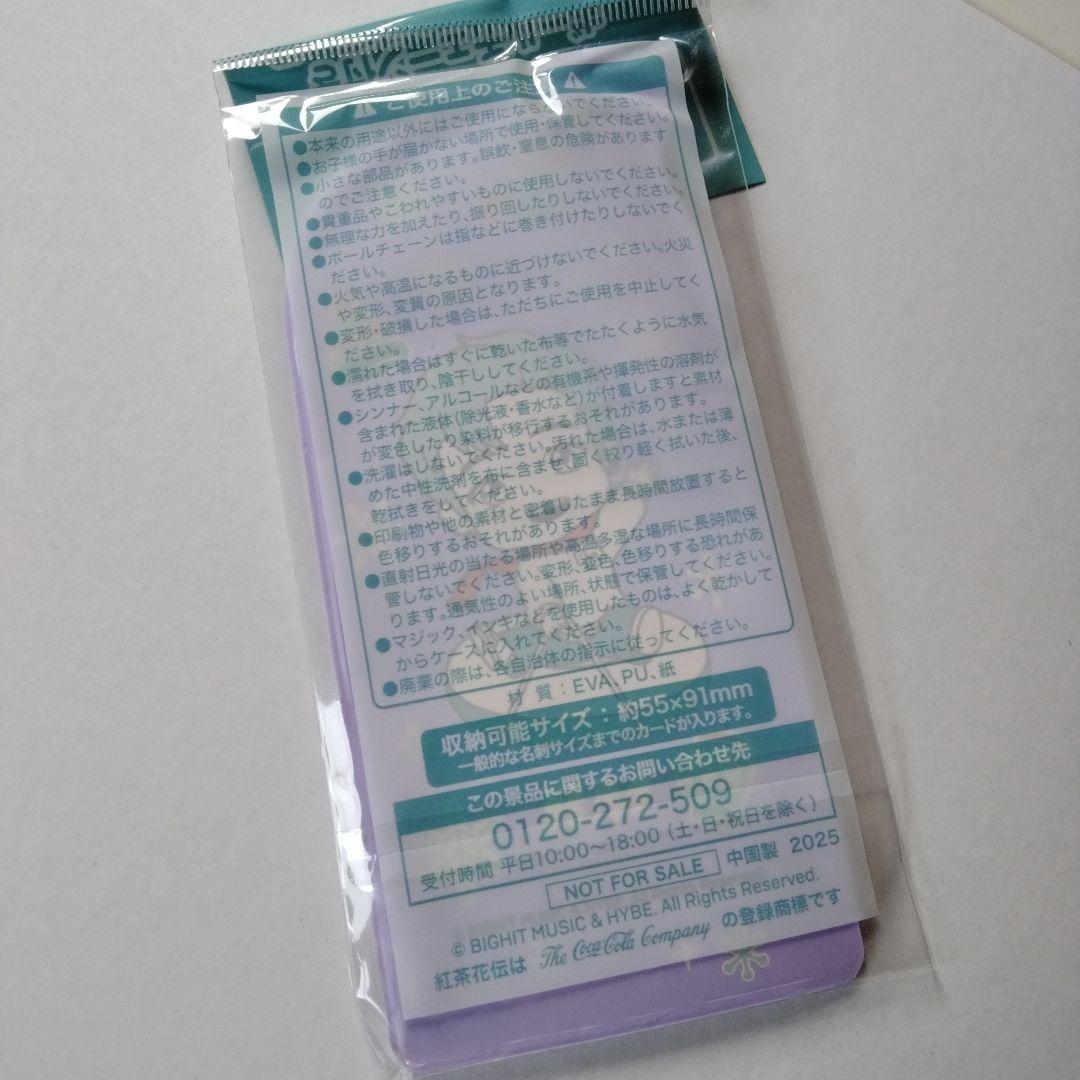 ⚠ ご使用上のご注 ⚠
●本来の用途以外にはご使用にならないでください。
●お子様の手が届かない場所で使用・保管してください。
●小さな部品があります。誤飲・窒息の危険があります
のでご注意ください。
●貴重品やこわれやすいものに使用しないでください。
●無理な力を加えたり、振り回したりしないでください。
●ボールチェーンは指などに巻き付けたりしないでく
ださい。
●火気や高温になるものに近づけないでください。火災
や変形、変質の原因となります。
●変形・破損した場合は、ただちにご使用を中止してく
ださい。
●濡れた場合はすぐに乾いた布等でたたくように水気
を拭き取り、陰干ししてください。
●シンナー、アルコールなどの有機系や揮発性の溶剤が
含まれた液体(除光液・香水など)が付着しますと素材
が変色したり染料が移行するおそれがあります。
●洗濯はしないでください。汚れた場合は、水または薄
めた中性洗剤を布に含ませ、固く絞り軽く拭いた後、
乾拭きをしてください。
●印刷物や他の素材と密着したまま長時間放置すると
色移りするおそれがあります。
●直射日光の当たる場所や高温多湿な場所に長時間保
管しないでください。変形、変色、色移りする恐れがあ
ります。通気性のよい場所、状態で保管してください。
●マジック、インキなどを使用したものは、よく乾かして
からケースに入れてください。
●廃棄の際は、各自治体の指示に従ってください。
材 質：EVA、PU、紙
収納可能サイズ：約55×91mm
一般的な名刺サイズまでのカードが入ります。
この景品に関するお問い合わせ先
0120-272-509
受付時間 平日10:00〜18:00（土・日・祝日を除く）
NOT FOR SALE 中国製 2025
© BIGHIT MUSIC & HYBE. All Rights Reserved.
紅茶花伝は The Coca-Cola Company の登録商標です